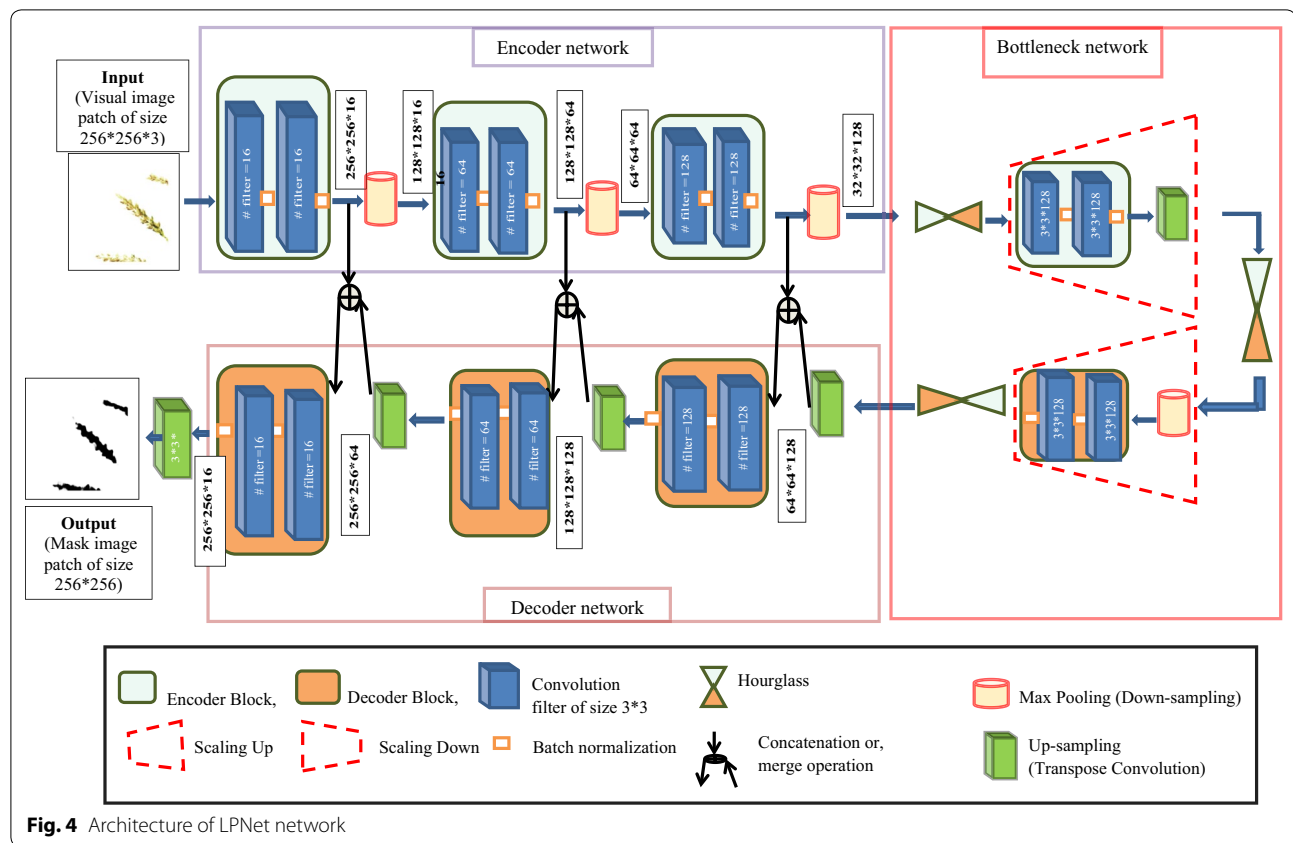 Encoder network
Bottleneck network
Input
(Visual image
patch of size
256*256*3)
# filter =16
# filter =16
256*256*16
128*128*16
16
# filter = 64
# filter = 64
128*128*64
64*64*64
# filter =128
# filter =128
32*32*128
3*3*128
3*3*128
3*3*
256*256*16
# filter =16
# filter =16
256*256*64
# filter = 64
# filter = 64
128*128*128
# filter =128
# filter =128
64*64*128
3*3*128
3*3*128
Output
(Mask image
patch of size
256*256)
Decoder network
Encoder Block,
Decoder Block,
Convolution
filter of size 3*3
Hourglass
Max Pooling (Down-sampling)
Scaling Up
Scaling Down
Batch normalization
Concatenation or,
merge operation
Up-sampling
(Transpose Convolution)
Fig. 4 Architecture of LPNet network